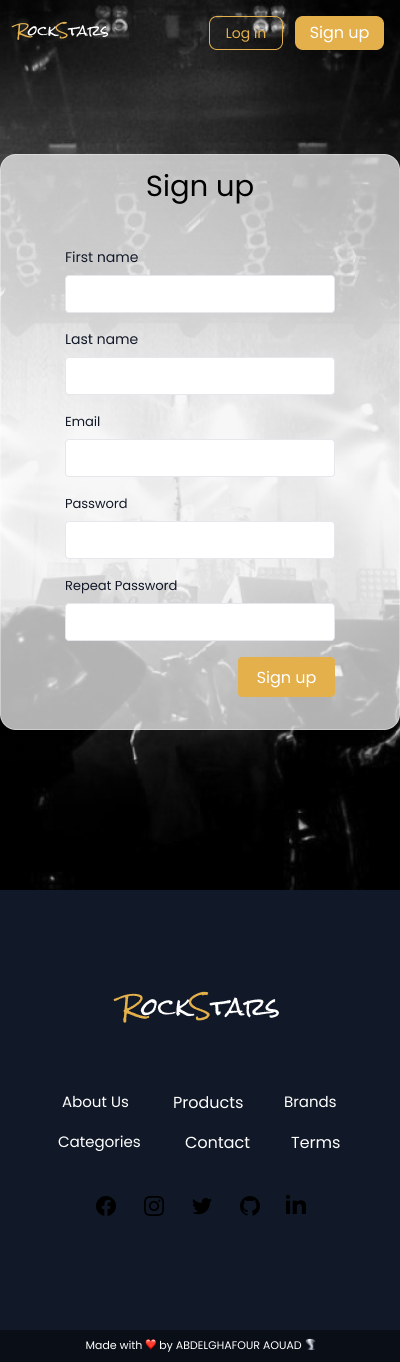 RockStars
Log in
Sign up
Sign up
First name
Last name
Email
Password
Repeat Password
Sign up
RockStars
About Us Products Brands
Categories Contact Terms
Made with ❤️ by ABDELGHAFOUR AOUAD